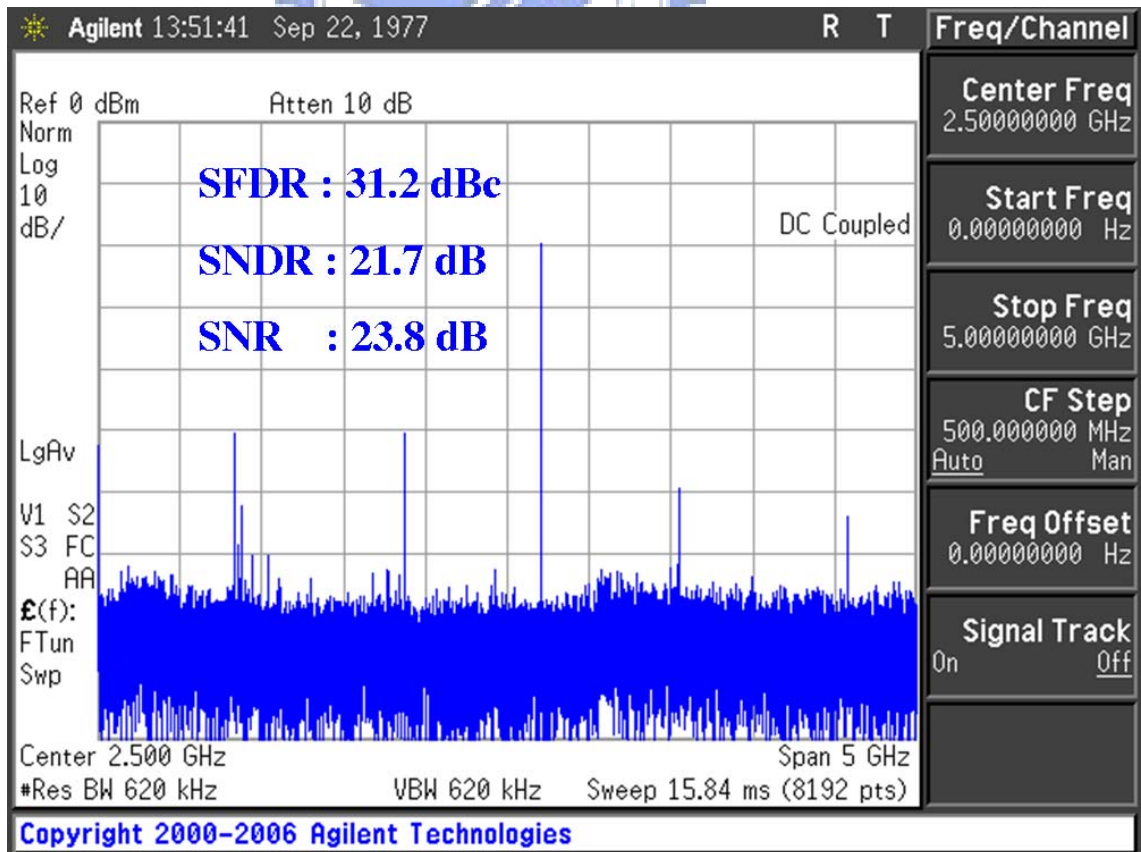 Agilent 13:51:41 Sep 22, 1977
R T
Freq/Channel
Ref 0 dBm
Atten 10 dB
Norm
Log
10
dB/
SFDR : 31.2 dBc
SNDR : 21.7 dB
SNR : 23.8 dB
DC Coupled
LgAv
V1 S2
S3 FC
AA
£(f):
FTun
Swp
Center 2.500 GHz
Span 5 GHz
#Res BW 620 kHz
VBW 620 kHz
Sweep 15.84 ms (8192 pts)
Center Freq
2.50000000 GHz
Start Freq
0.00000000 Hz
Stop Freq
5.00000000 GHz
CF Step
500.000000 MHz
Auto Man
Freq Offset
0.00000000 Hz
Signal Track
On Off
Copyright 2000-2006 Agilent Technologies